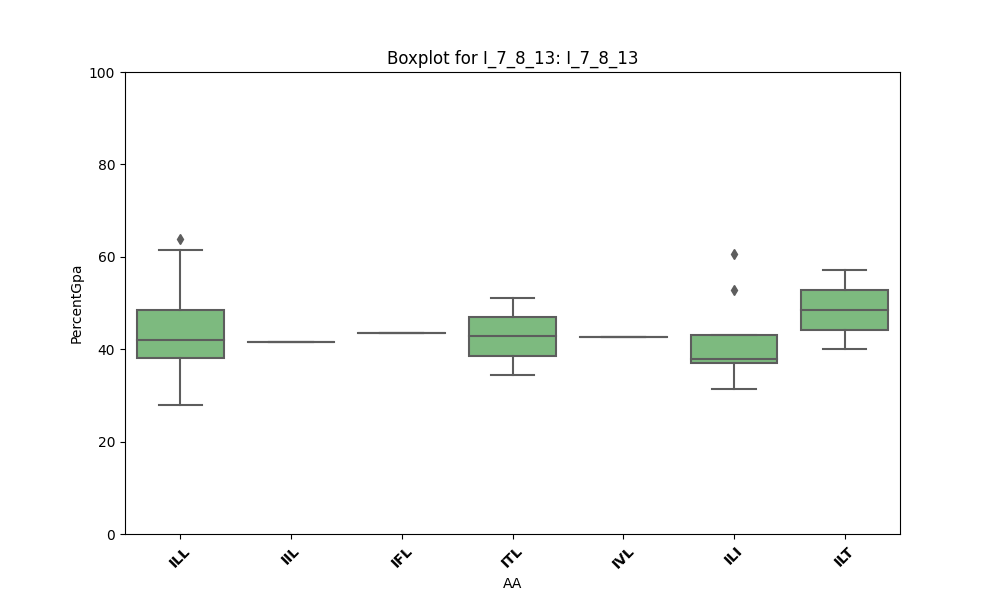 Boxplot for I_7_8_13: I_7_8_13
100
80
60
40
20
0
PercentGpa
ILL
IIL
IFL
ITL
IVL
ILI
ILT
AA